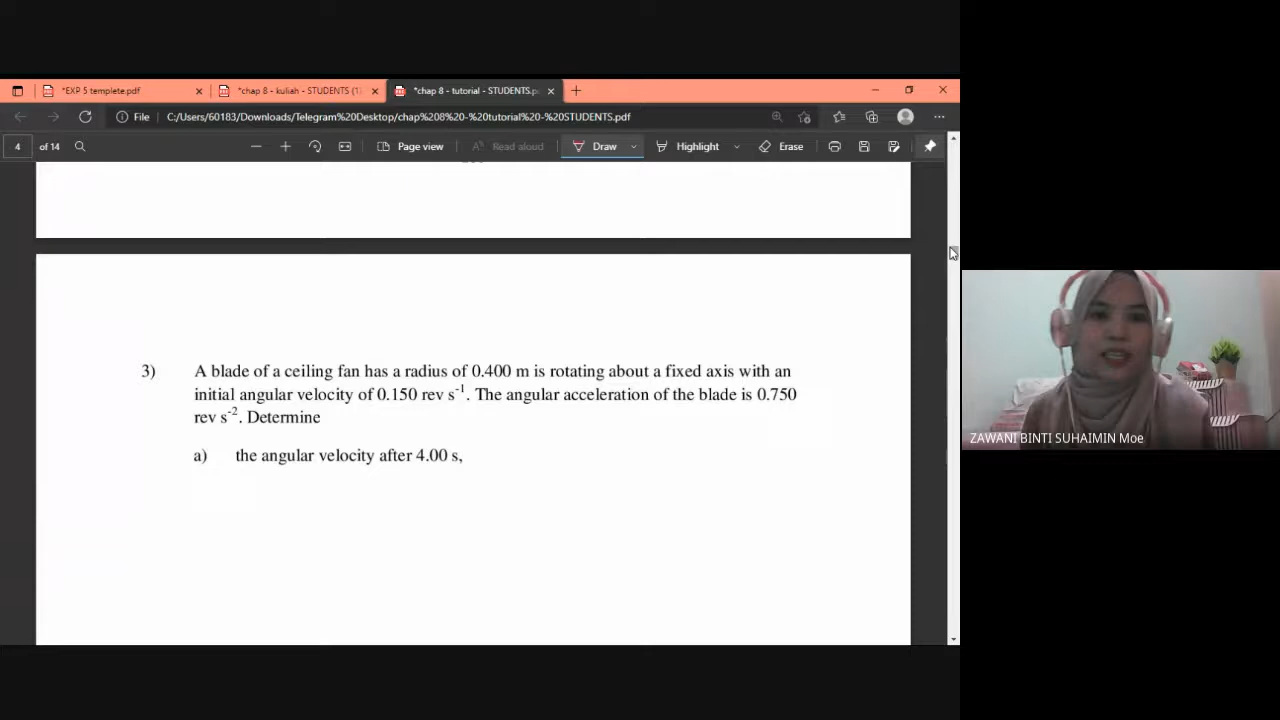 *EXP 5 templete.pdf
*chap 8 - kuliah - STUDENTS (1)
*chap 8 - tutorial - STUDENTS.p
File
C:/Users/60183/Downloads/Telegram%20Desktop/chap%208%20-%20tutorial%20-%20STUDENTS.pdf
4 of 14
Page view
Read aloud
Draw
Highlight
Erase
3) A blade of a ceiling fan has a radius of 0.400 m is rotating about a fixed axis with an
initial angular velocity of 0.150 rev s⁻¹. The angular acceleration of the blade is 0.750
rev s⁻². Determine
a) the angular velocity after 4.00 s,
ZAWANI BINTI SUHAIMIN Moe